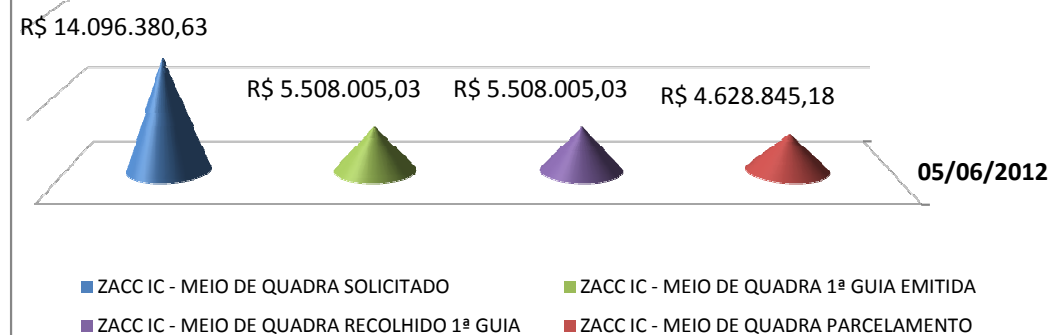 R$ 14.096.380,63
R$ 5.508.005,03 R$ 5.508.005,03 R$ 4.628.845,18
05/06/2012
ZACC IC - MEIO DE QUADRA SOLICITADO ZACC IC - MEIO DE QUADRA 1ª GUIA EMITIDA
ZACC IC - MEIO DE QUADRA RECOLHIDO 1ª GUIA ZACC IC - MEIO DE QUADRA PARCELAMENTO